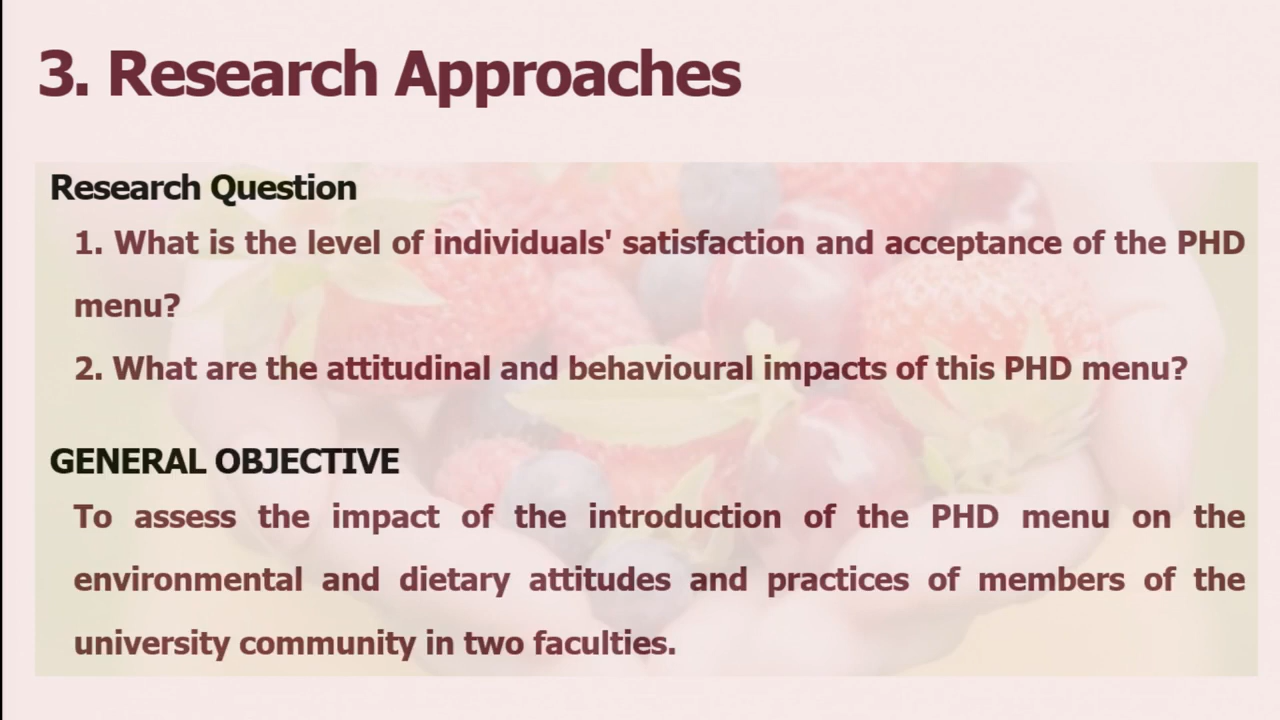 3. Research Approaches
Research Question
1. What is the level of individuals' satisfaction and acceptance of the PHD
menu?
2. What are the attitudinal and behavioural impacts of this PHD menu?
GENERAL OBJECTIVE
To assess the impact of the introduction of the PHD menu on the
environmental and dietary attitudes and practices of members of the
university community in two faculties.